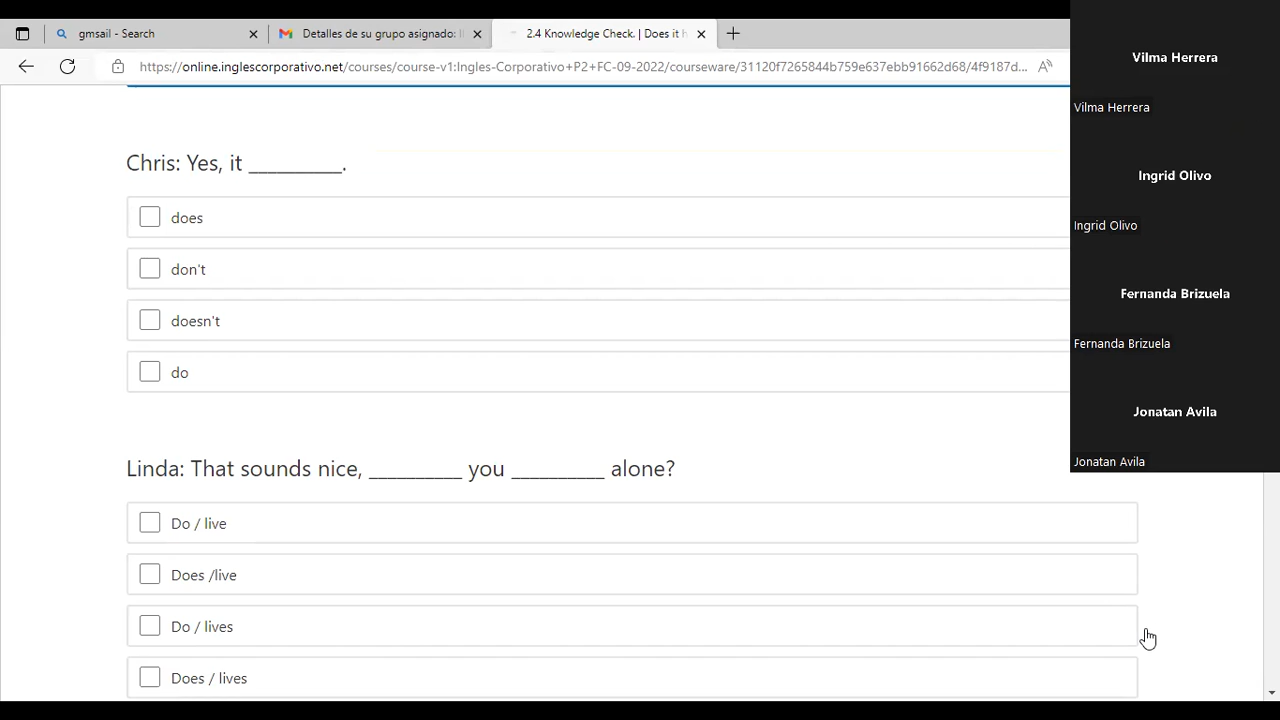 gmsail - Search
Detalles de su grupo asignado: I
2.4 Knowledge Check. | Does it h
https://online.inglescorporativo.net/courses/course-v1:Ingles-Corporativo+P2+FC-09-2022/courseware/31120f7265844b759e637ebb91662d68/4f9187d...
Chris: Yes, it __________.
does
don't
doesn't
do
Linda: That sounds nice, __________ you __________ alone?
Do / live
Does /live
Do / lives
Does / lives
Vilma Herrera
Vilma Herrera
Ingrid Olivo
Ingrid Olivo
Fernanda Brizuela
Fernanda Brizuela
Jonatan Avila
Jonatan Avila